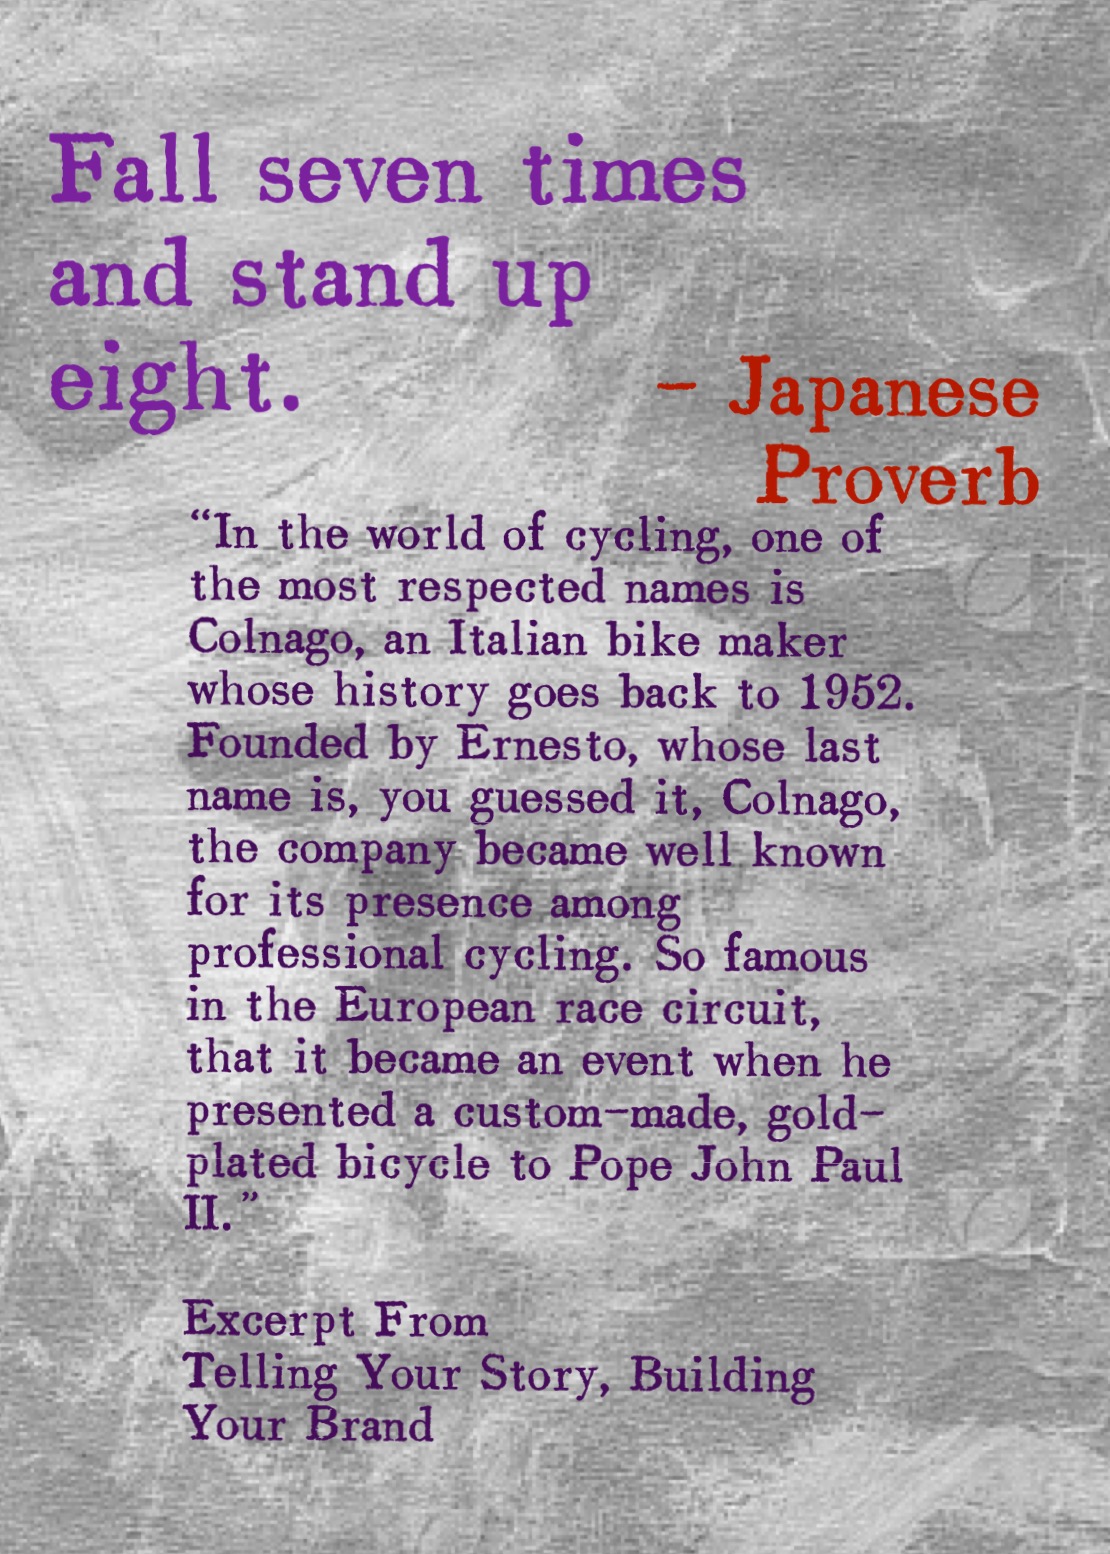 Fall seven times
and stand up
eight.
– Japanese
Proverb
“In the world of cycling, one of
the most respected names is
Colnago, an Italian bike maker
whose history goes back to 1952.
Founded by Ernesto, whose last
name is, you guessed it, Colnago,
the company became well known
for its presence among
professional cycling. So famous
in the European race circuit,
that it became an event when he
presented a custom–made, gold–
plated bicycle to Pope John Paul
II.”
Excerpt From
Telling Your Story, Building
Your Brand